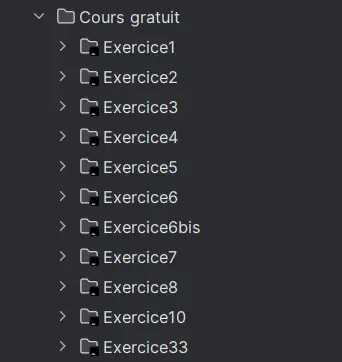 Cours gratuit
Exercice1
Exercice2
Exercice3
Exercice4
Exercice5
Exercice6
Exercice6bis
Exercice7
Exercice8
Exercice10
Exercice33